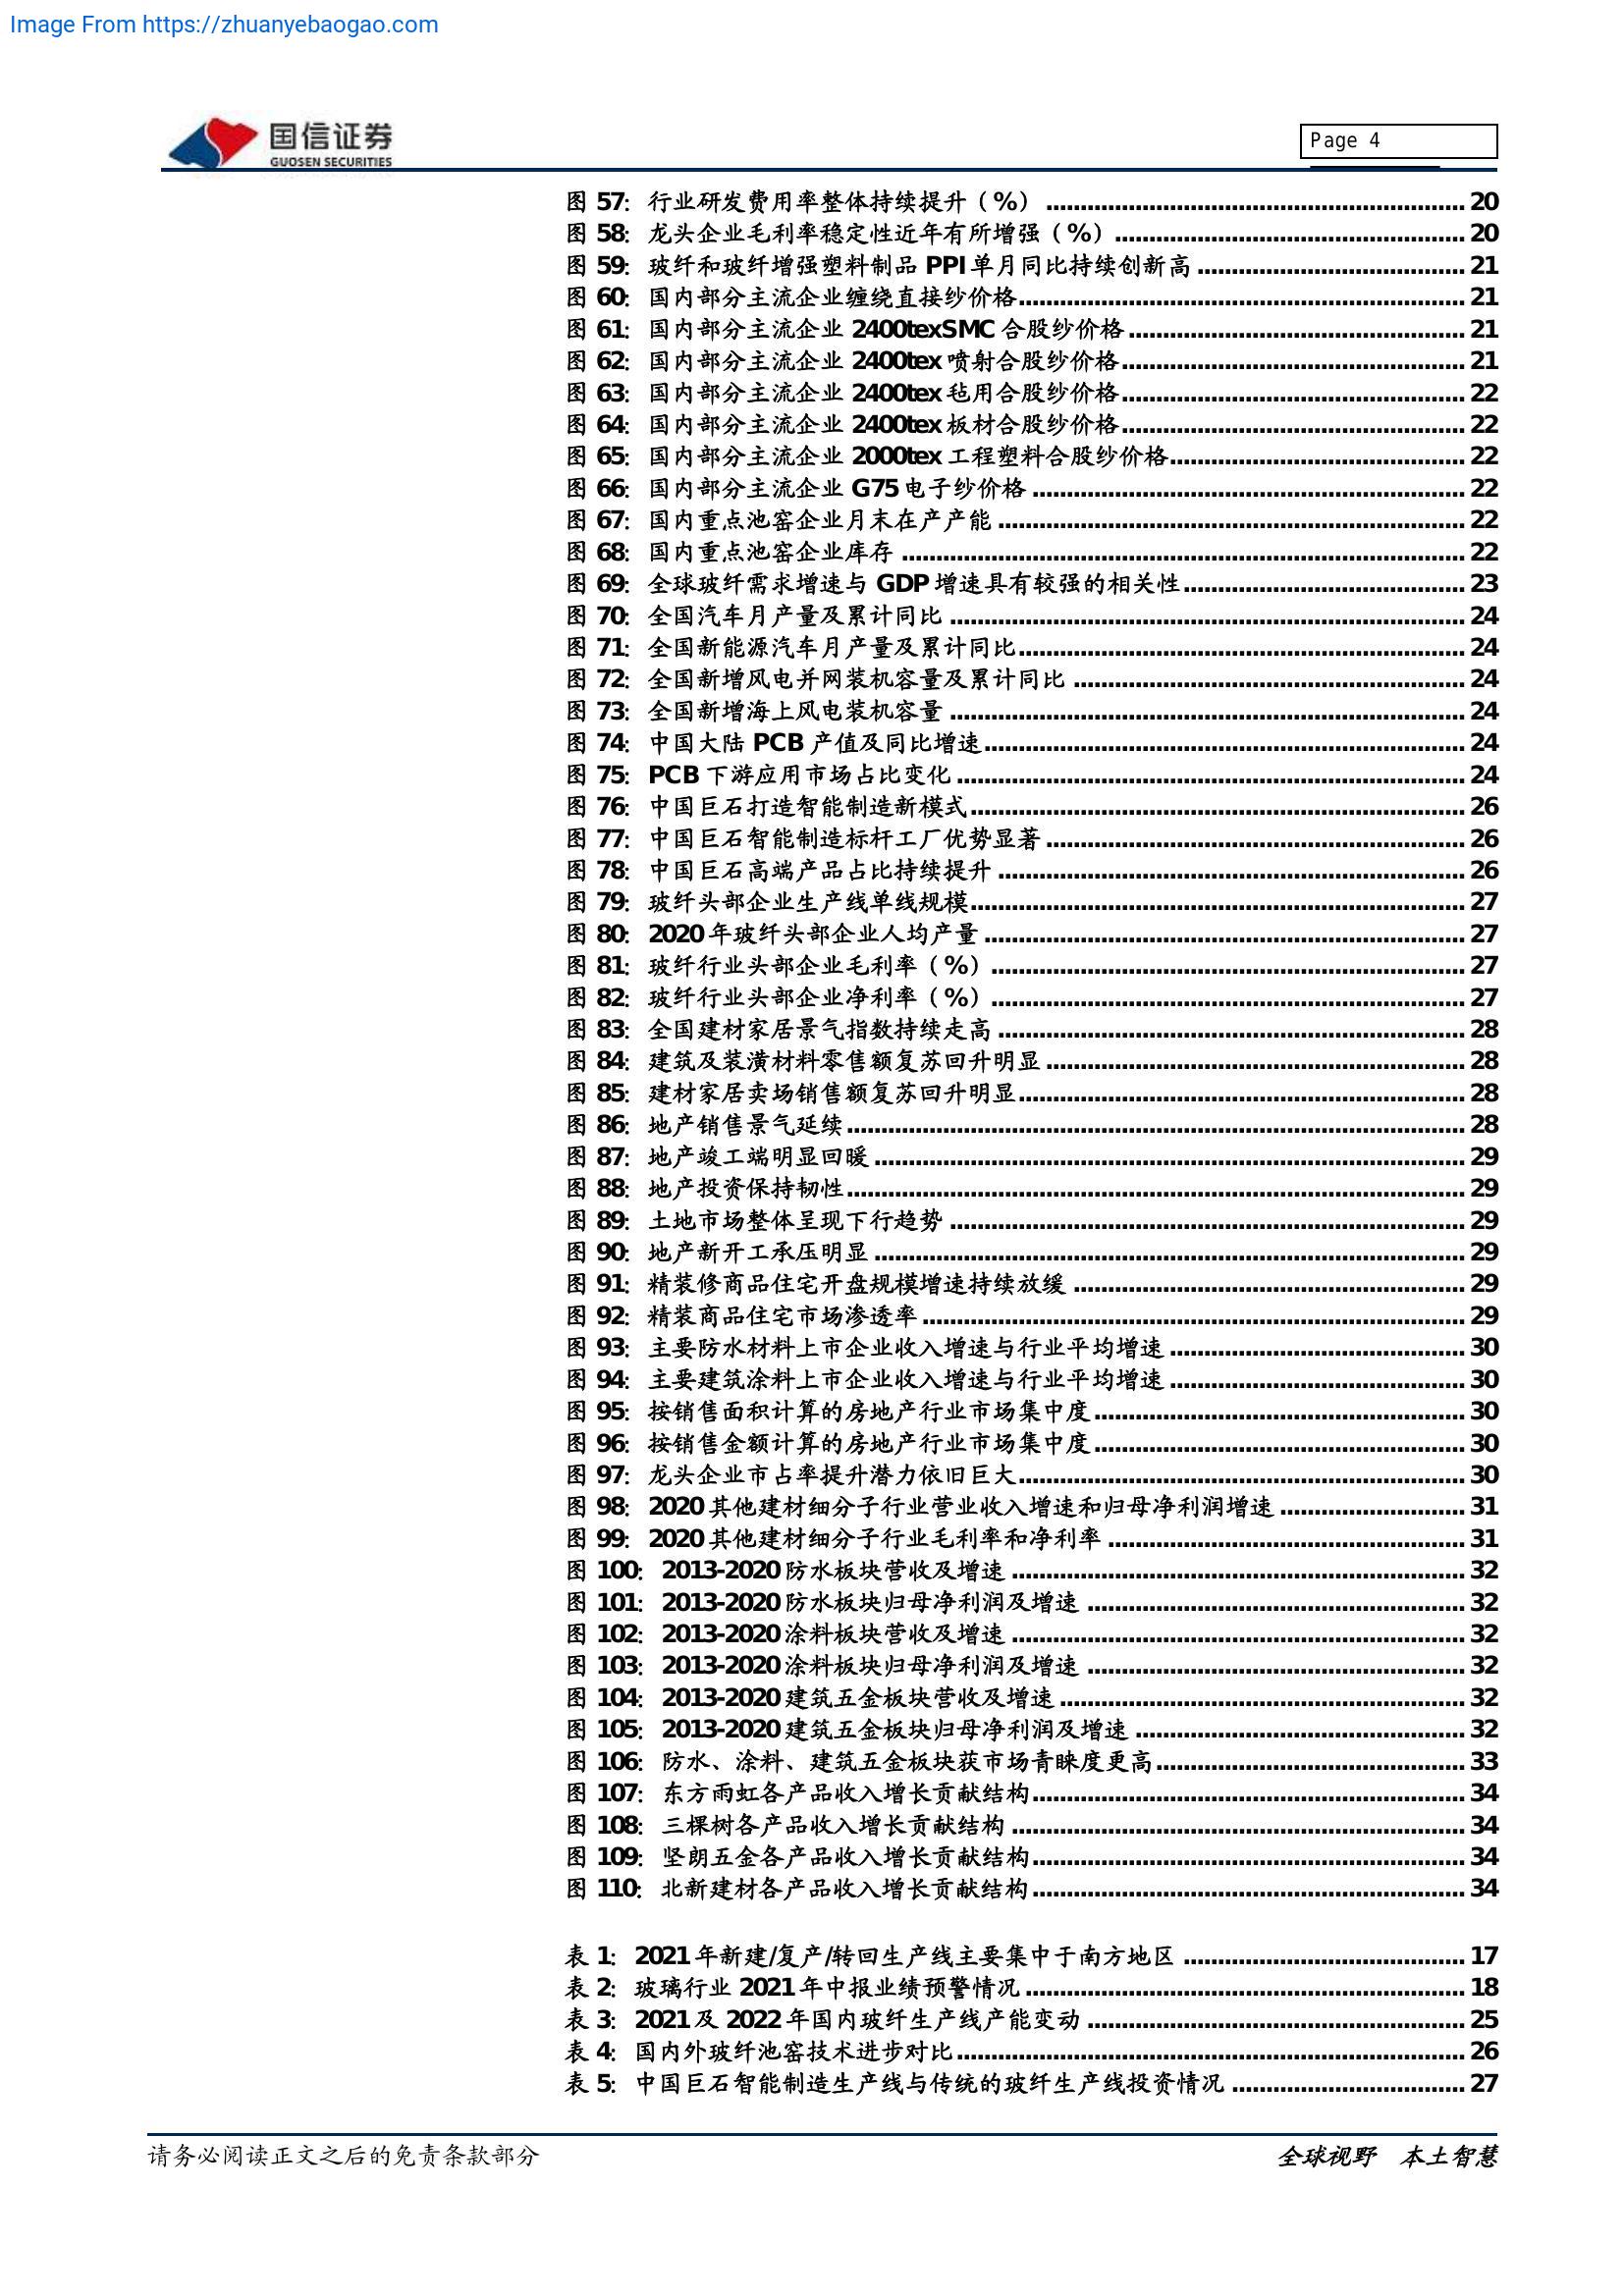 Image From https://zhuanyebaogao.com
国信证券
GUOSEN SECURITIES
Page 4
图 57: 行业研发费用率整体持续提升（%） ........ 20
图 58: 龙头企业毛利率稳定性近年有所增强（%） ........ 20
图 59: 玻纤和玻纤增强塑料制品 PPI 单月同比持续创新高 ........ 21
图 60: 国内部分主流企业缠绕直接纱价格 ........ 21
图 61: 国内部分主流企业 2400texSMC 合股纱价格 ........ 21
图 62: 国内部分主流企业 2400tex 喷射合股纱价格 ........ 21
图 63: 国内部分主流企业 2400tex 毡用合股纱价格 ........ 22
图 64: 国内部分主流企业 2400tex 板材合股纱价格 ........ 22
图 65: 国内部分主流企业 2000tex 工程塑料合股纱价格 ........ 22
图 66: 国内部分主流企业 G75 电子纱价格 ........ 22
图 67: 国内重点池窑企业月末在产产能 ........ 22
图 68: 国内重点池窑企业库存 ........ 22
图 69: 全球玻纤需求增速与 GDP 增速具有较强的相关性 ........ 23
图 70: 全国汽车月产量及累计同比 ........ 24
图 71: 全国新能源汽车月产量及累计同比 ........ 24
图 72: 全国新增风电并网装机容量及累计同比 ........ 24
图 73: 全国新增海上风电装机容量 ........ 24
图 74: 中国大陆 PCB 产值及同比增速 ........ 24
图 75: PCB 下游应用市场占比变化 ........ 24
图 76: 中国巨石打造智能制造新模式 ........ 26
图 77: 中国巨石智能制造标杆工厂优势显著 ........ 26
图 78: 中国巨石高端产品占比持续提升 ........ 26
图 79: 玻纤头部企业生产线单线规模 ........ 27
图 80: 2020 年玻纤头部企业人均产量 ........ 27
图 81: 玻纤行业头部企业毛利率（%） ........ 27
图 82: 玻纤行业头部企业净利率（%） ........ 27
图 83: 全国建材家居景气指数持续走高 ........ 28
图 84: 建筑及装潢材料零售额复苏回升明显 ........ 28
图 85: 建材家居卖场销售额复苏回升明显 ........ 28
图 86: 地产销售景气延续 ........ 28
图 87: 地产竣工端明显回暖 ........ 29
图 88: 地产投资保持韧性 ........ 29
图 89: 土地市场整体呈现下行趋势 ........ 29
图 90: 地产新开工承压明显 ........ 29
图 91: 精装修商品住宅开盘规模增速持续放缓 ........ 29
图 92: 精装商品住宅市场渗透率 ........ 29
图 93: 主要防水材料上市企业收入增速与行业平均增速 ........ 30
图 94: 主要建筑涂料上市企业收入增速与行业平均增速 ........ 30
图 95: 按销售面积计算的房地产行业市场集中度 ........ 30
图 96: 按销售金额计算的房地产行业市场集中度 ........ 30
图 97: 龙头企业市占率提升潜力依旧巨大 ........ 30
图 98: 2020 其他建材细分子行业营业收入增速和归母净利润增速 ........ 31
图 99: 2020 其他建材细分子行业毛利率和净利率 ........ 31
图 100: 2013-2020 防水板块营收及增速 ........ 32
图 101: 2013-2020 防水板块归母净利润及增速 ........ 32
图 102: 2013-2020 涂料板块营收及增速 ........ 32
图 103: 2013-2020 涂料板块归母净利润及增速 ........ 32
图 104: 2013-2020 建筑五金板块营收及增速 ........ 32
图 105: 2013-2020 建筑五金板块归母净利润及增速 ........ 32
图 106: 防水、涂料、建筑五金板块获市场青睐度更高 ........ 33
图 107: 东方雨虹各产品收入增长贡献结构 ........ 34
图 108: 三棵树各产品收入增长贡献结构 ........ 34
图 109: 坚朗五金各产品收入增长贡献结构 ........ 34
图 110: 北新建材各产品收入增长贡献结构 ........ 34
表 1: 2021 年新建/复产/转回生产线主要集中于南方地区 ........ 17
表 2: 玻璃行业 2021 年中报业绩预警情况 ........ 18
表 3: 2021 及 2022 年国内玻纤生产线产能变动 ........ 25
表 4: 国内外玻纤池窑技术进步对比 ........ 26
表 5: 中国巨石智能制造生产线与传统的玻纤生产线投资情况 ........ 27
请务必阅读正文之后的免责条款部分
全球视野 本土智慧